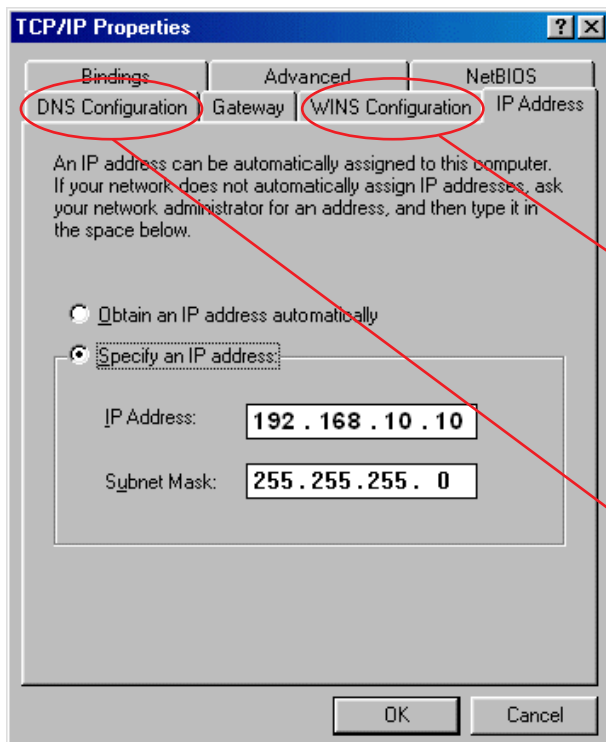 TCP/IP Properties
Bindings Advanced NetBIOS
DNS Configuration Gateway WINS Configuration IP Address
An IP address can be automatically assigned to this computer.
If your network does not automatically assign IP addresses, ask
your network administrator for an address, and then type it in
the space below.
Obtain an IP address automatically
Specify an IP address:
IP Address: 192 . 168 . 10 . 10
Subnet Mask: 255 . 255 . 255 . 0
OK Cancel